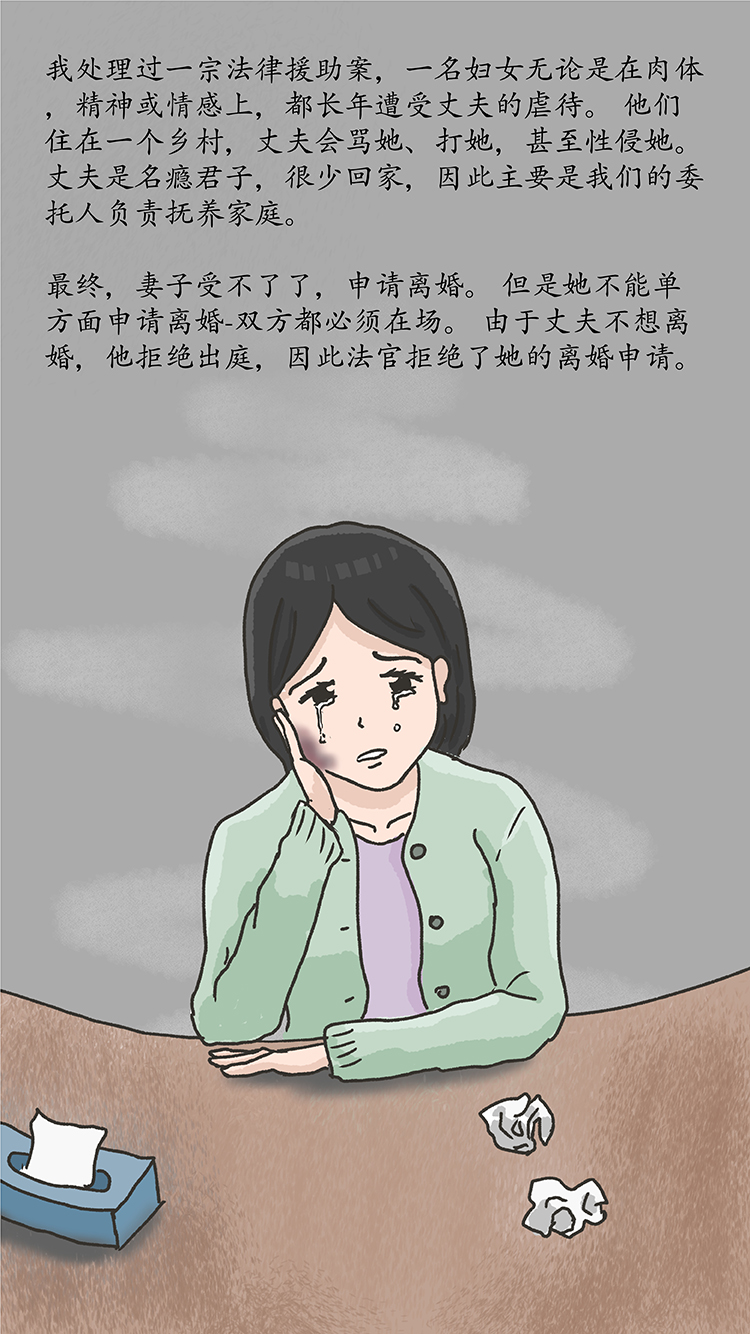 我处理过一宗法律援助案，一名妇女无论是在肉体
，精神或情感上，都长年遭受丈夫的虐待。 他们
住在一个乡村，丈夫会骂她、打她，甚至性侵她。
丈夫是名瘾君子，很少回家，因此主要是我们的委
托人负责抚养家庭。
最终，妻子受不了了，申请离婚。 但是她不能单
方面申请离婚-双方都必须在场。 由于丈夫不想离
婚，他拒绝出庭，因此法官拒绝了她的离婚申请。